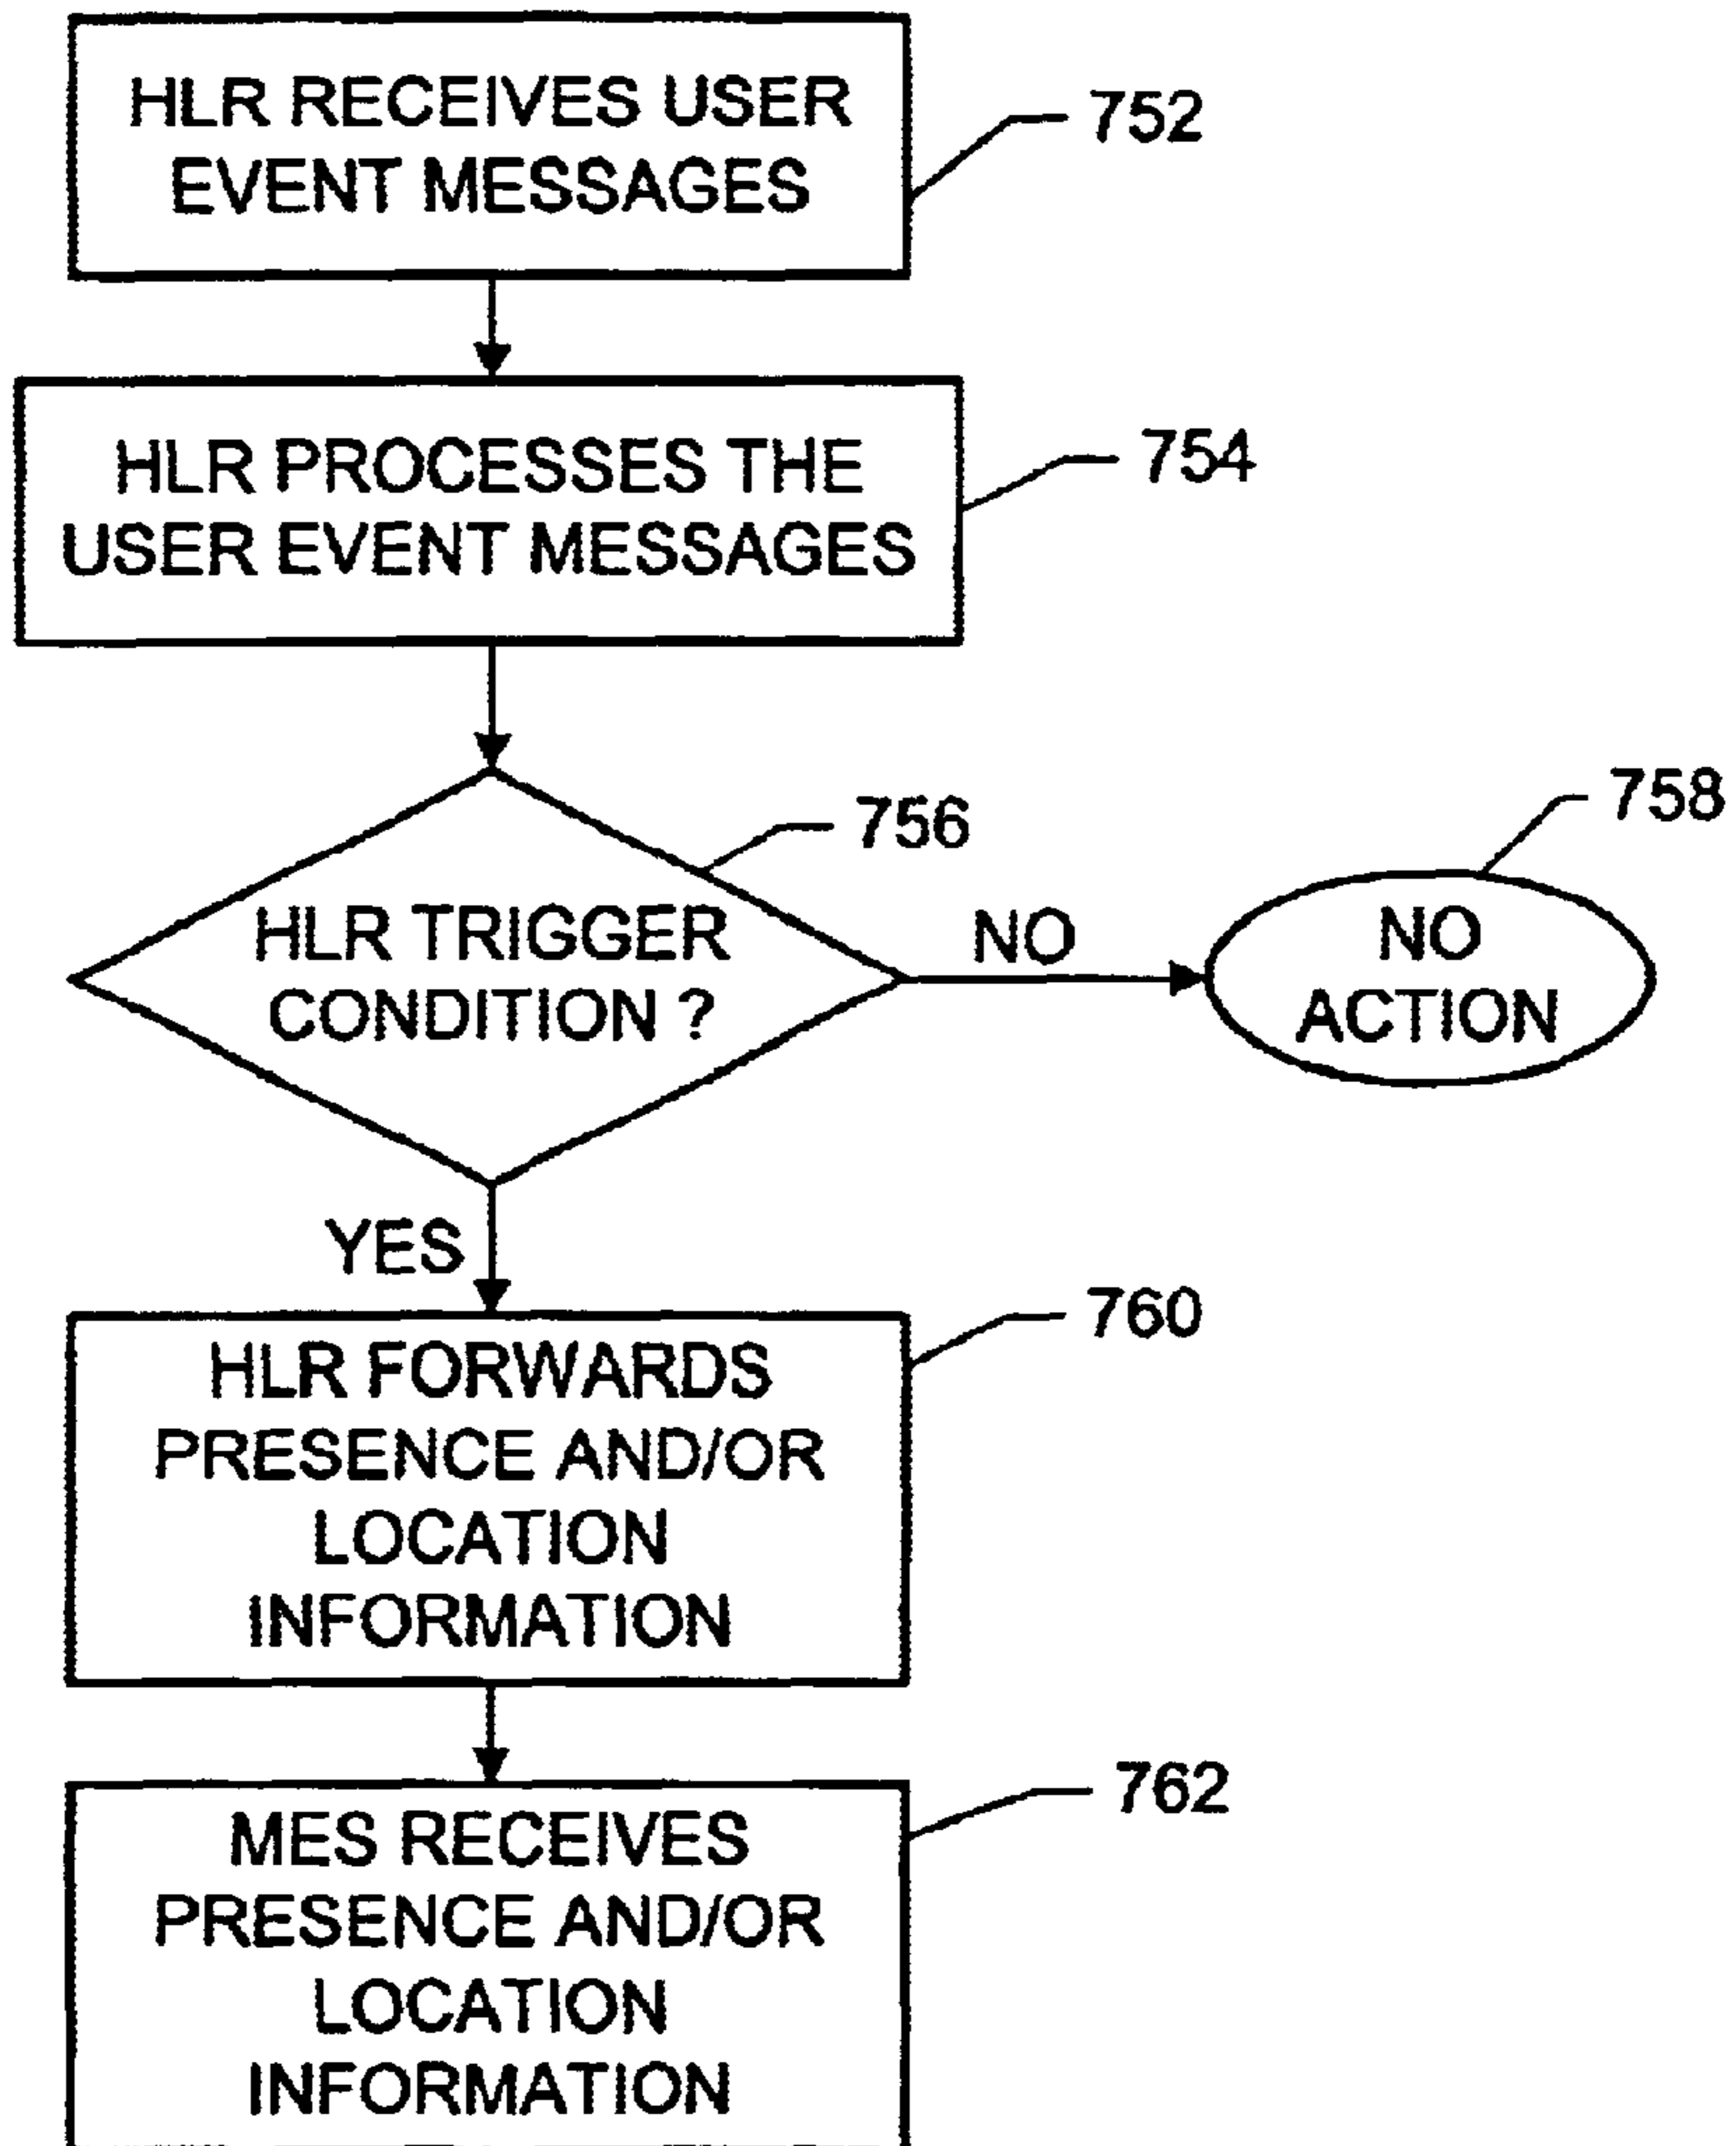 HLR RECEIVES USER
EVENT MESSAGES
752
HLR PROCESSES THE
USER EVENT MESSAGES
754
756
HLR TRIGGER
CONDITION ?
NO
758
NO
ACTION
YES
760
HLR FORWARDS
PRESENCE AND/OR
LOCATION
INFORMATION
762
MES RECEIVES
PRESENCE AND/OR
LOCATION
INFORMATION